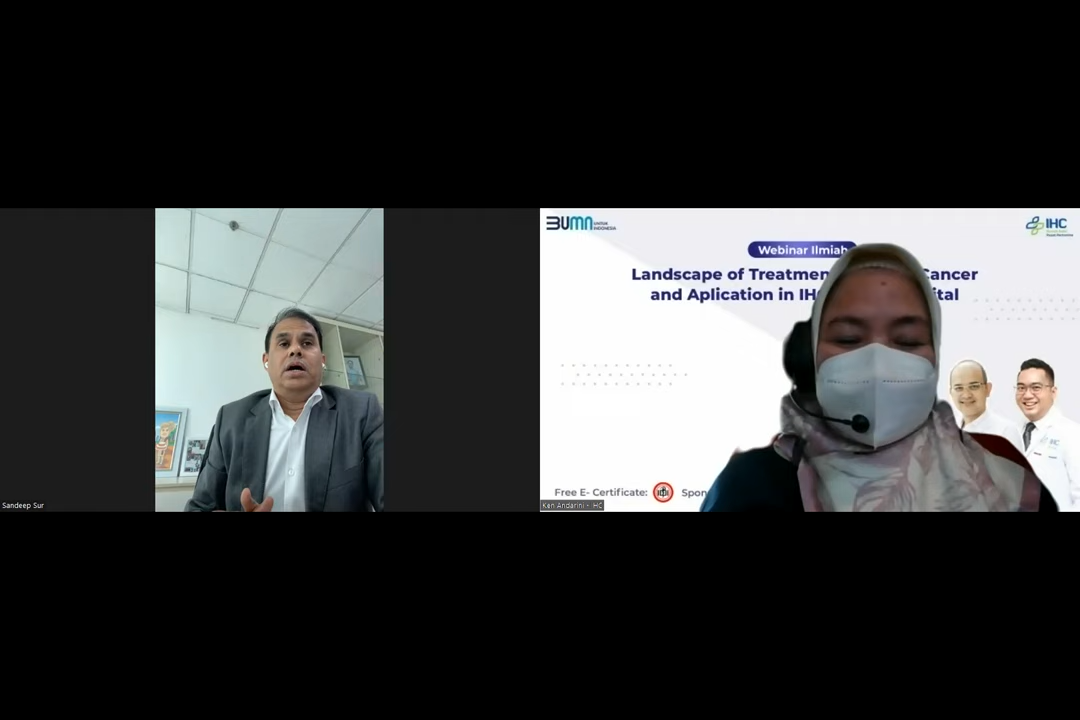 BUMN
UNTUK
INDONESIA
IHC
Webinar Ilmiah
Landscape of Treatmen Cancer
and Aplication in IH ital
Free E- Certificate:
Spon
IHC
Sandeep Sur
Ken Andarini - IHC